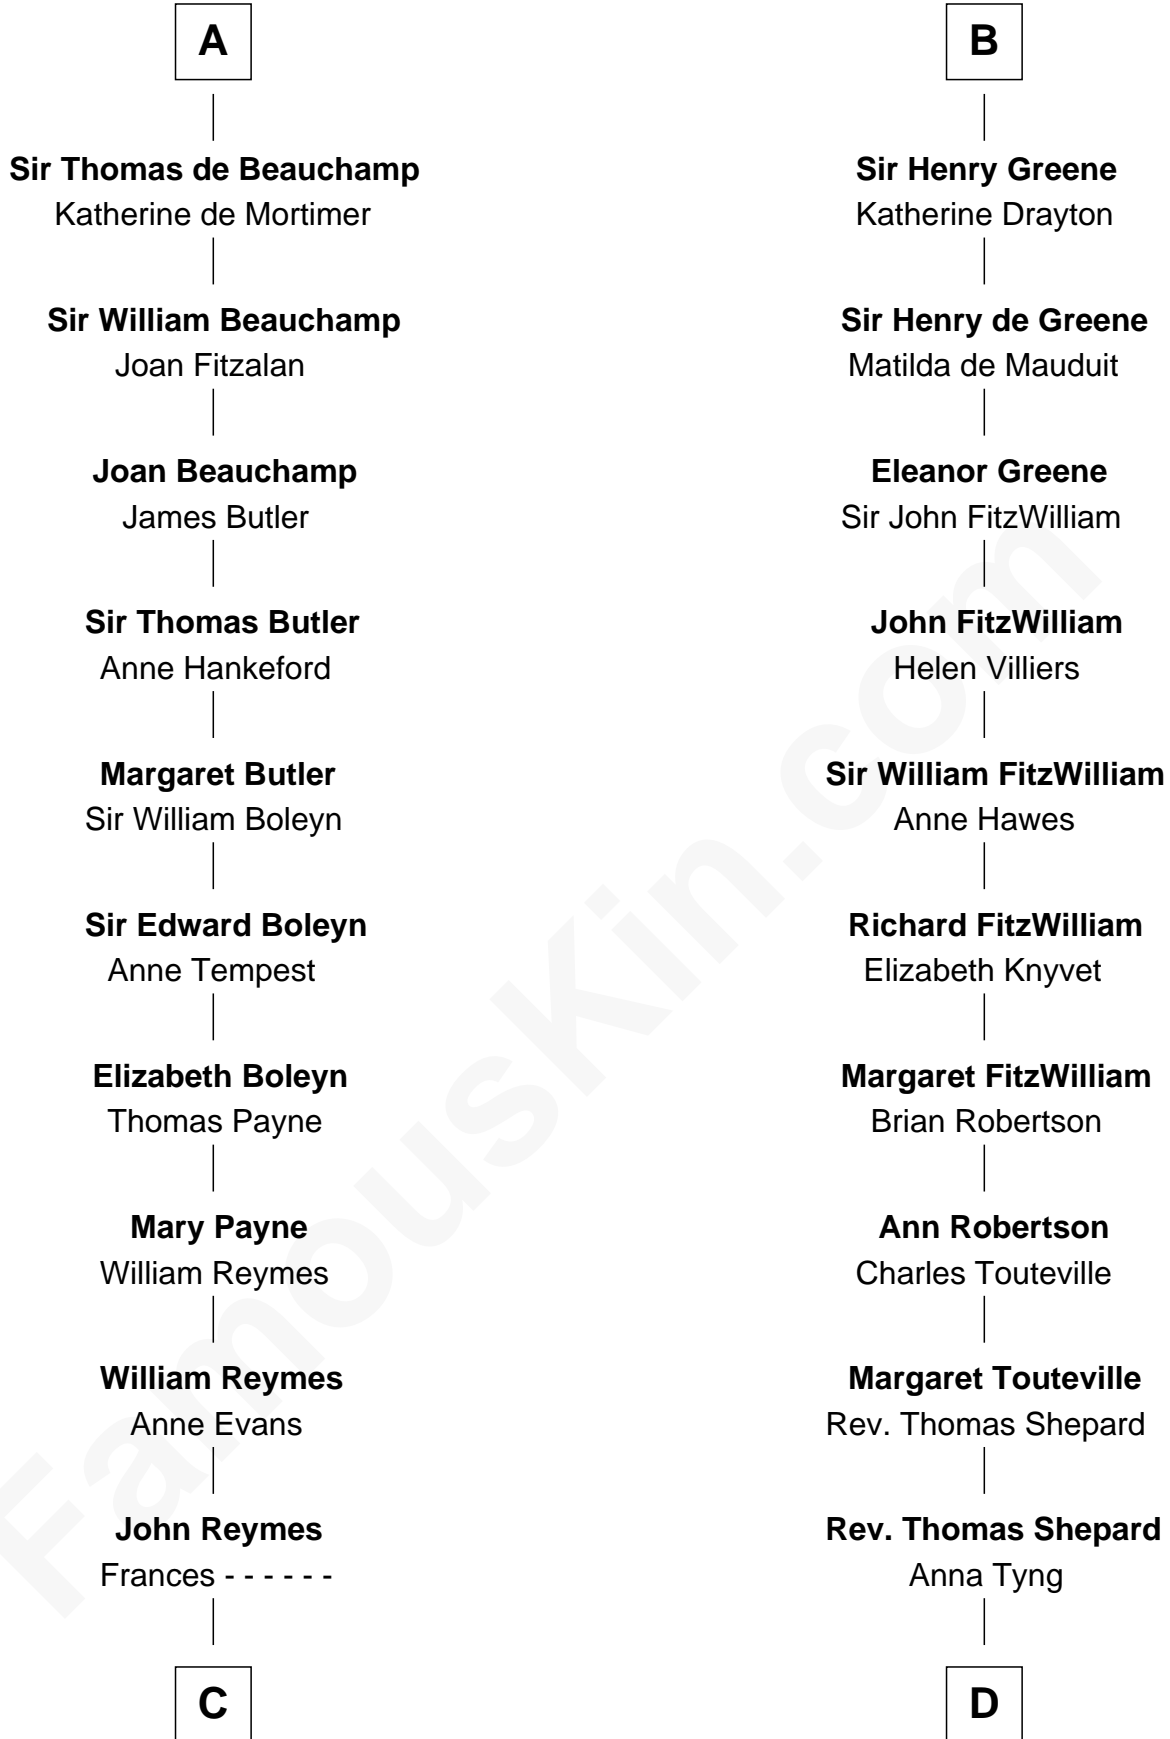 A
Sir Thomas de Beauchamp
Katherine de Mortimer
Sir William Beauchamp
Joan Fitzalan
Joan Beauchamp
James Butler
Sir Thomas Butler
Anne Hankeford
Margaret Butler
Sir William Boleyn
Sir Edward Boleyn
Anne Tempest
Elizabeth Boleyn
Thomas Payne
Mary Payne
William Reymes
William Reymes
Anne Evans
John Reymes
Frances - - - - - -
C
B
Sir Henry Greene
Katherine Drayton
Sir Henry de Greene
Matilda de Mauduit
Eleanor Greene
Sir John FitzWilliam
John FitzWilliam
Helen Villiers
Sir William FitzWilliam
Anne Hawes
Richard FitzWilliam
Elizabeth Knyvet
Margaret FitzWilliam
Brian Robertson
Ann Robertson
Charles Touteville
Margaret Touteville
Rev. Thomas Shepard
Rev. Thomas Shepard
Anna Tyng
D
FamousKin.com